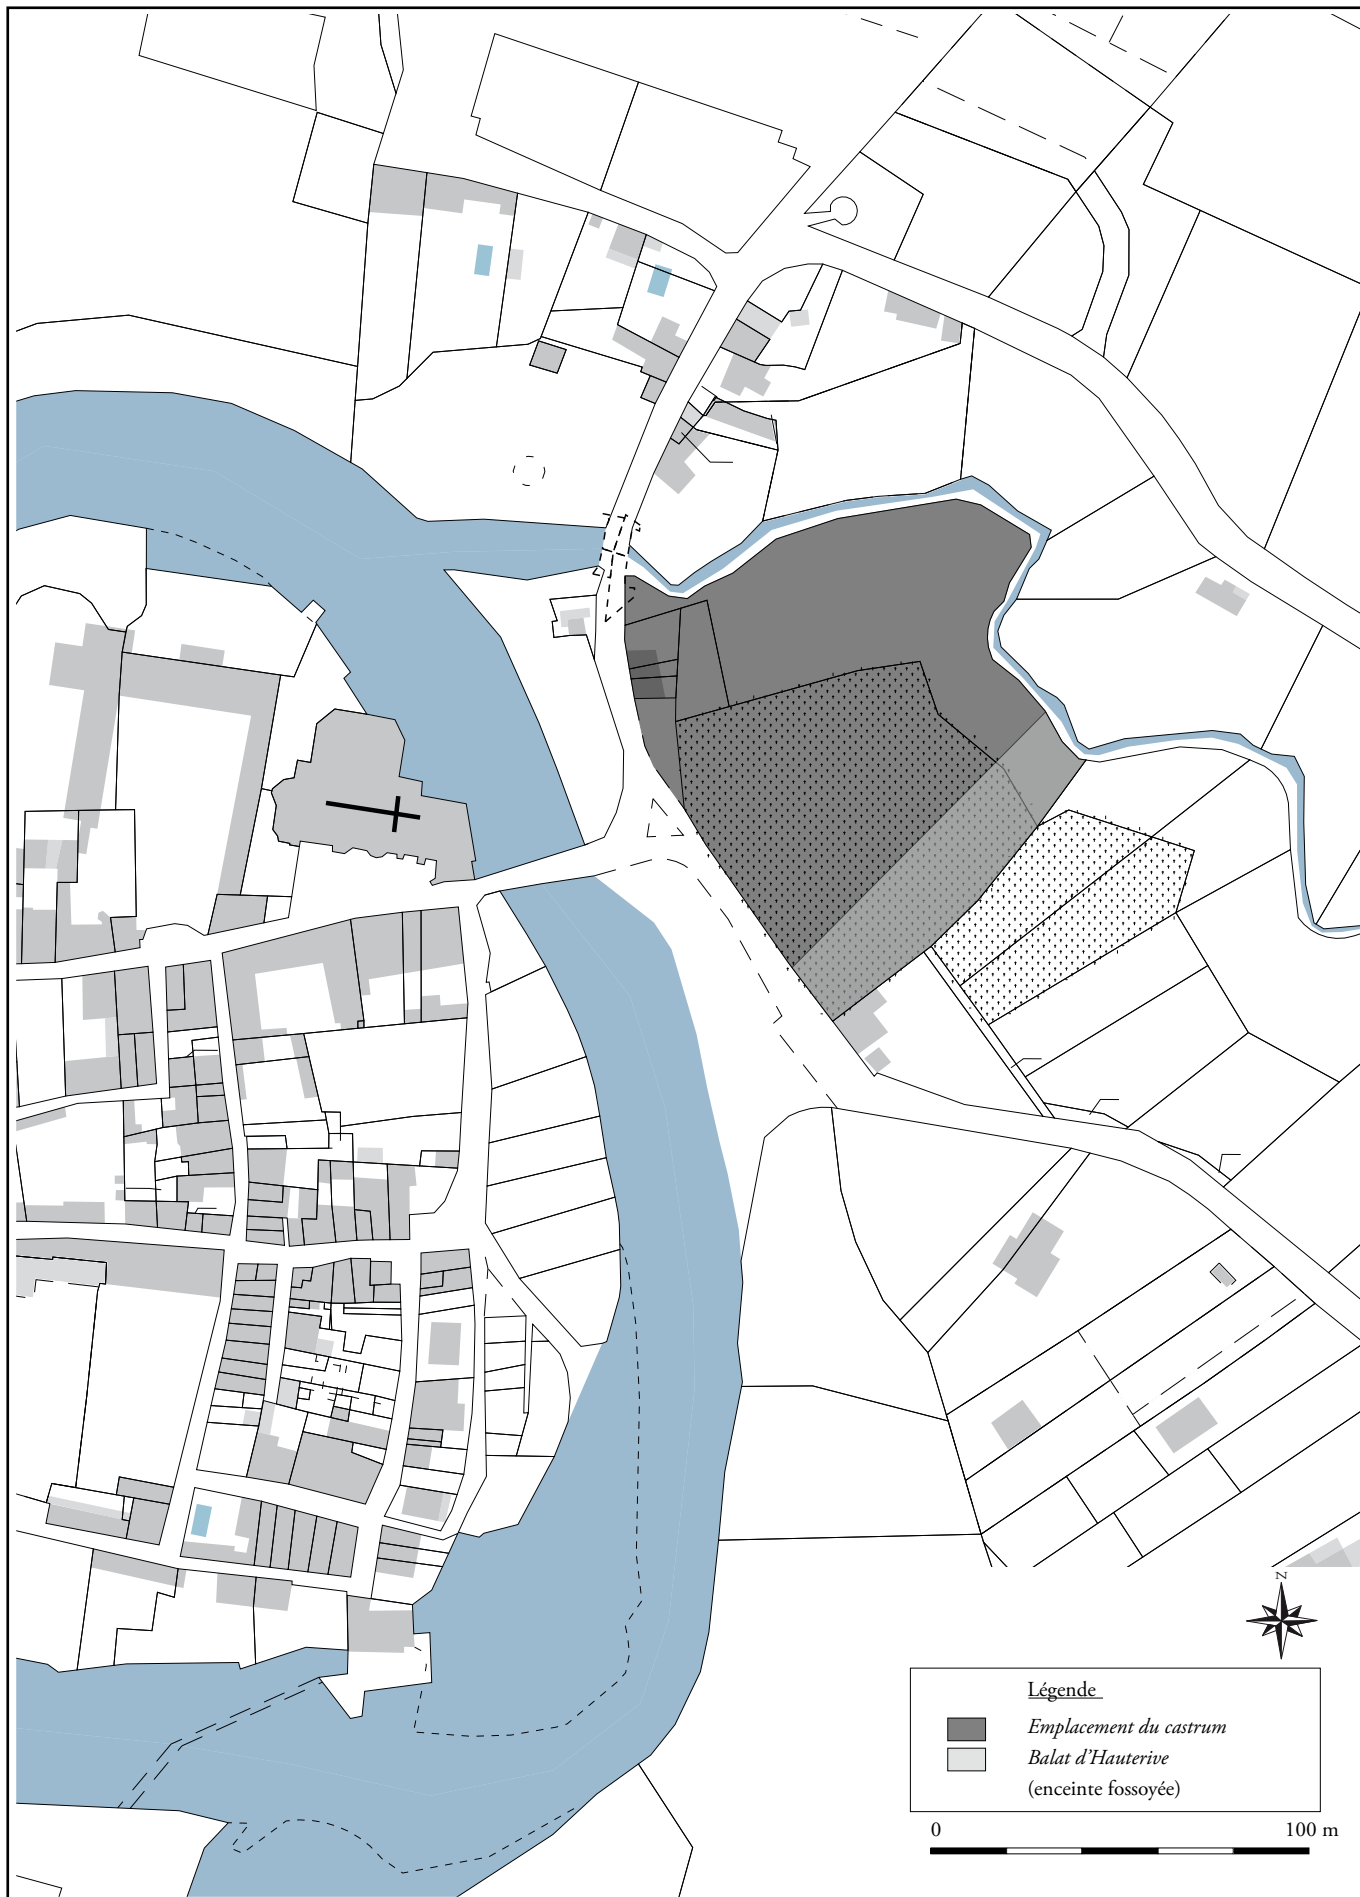 N
Légende
Emplacement du castrum
Balat d'Hauterive
(enceinte fossoyée)
0 100 m